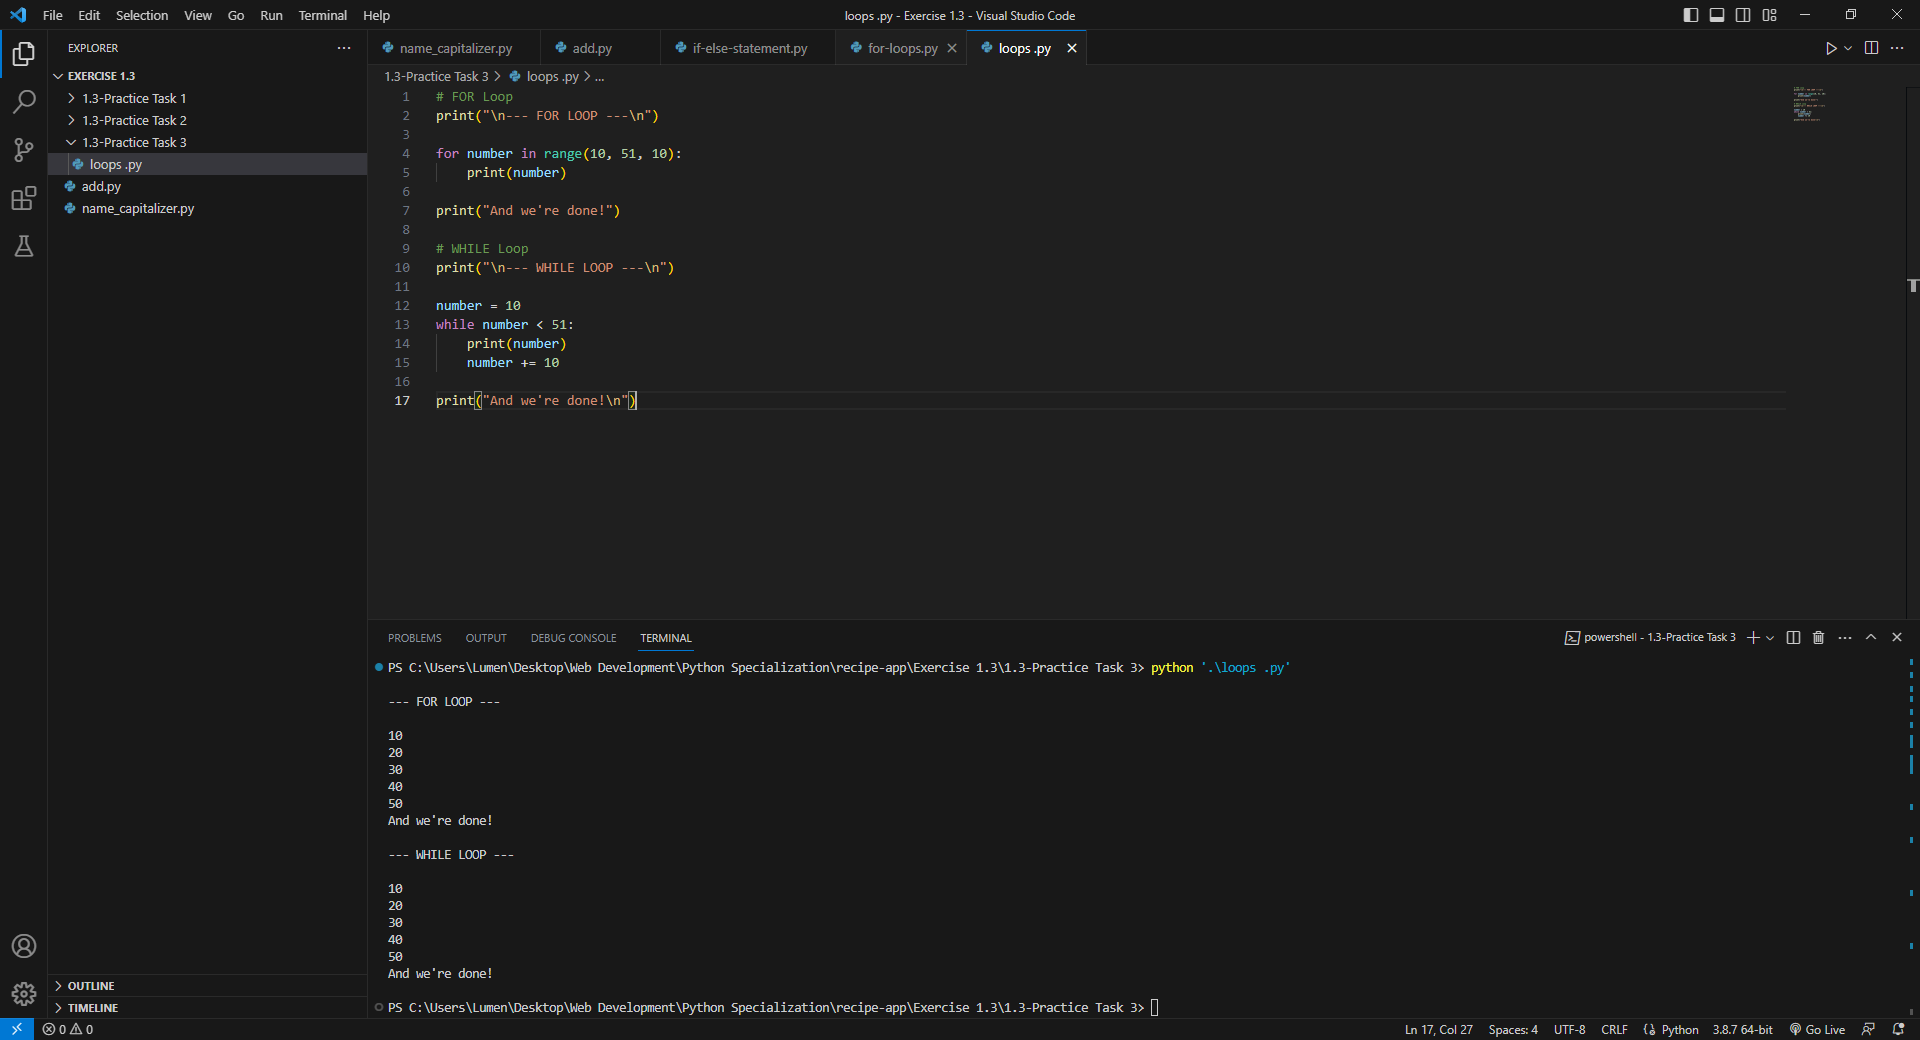 File Edit Selection View Go Run Terminal Help
loops .py - Exercise 1.3 - Visual Studio Code
EXPLORER
EXERCISE 1.3
1.3-Practice Task 1
1.3-Practice Task 2
1.3-Practice Task 3
loops .py
add.py
name_capitalizer.py
OUTLINE
TIMELINE
name_capitalizer.py add.py if-else-statement.py for-loops.py loops .py
1.3-Practice Task 3 > loops .py > ...
1 # FOR Loop
2 print("\n--- FOR LOOP ---\n")
3
4 for number in range(10, 51, 10):
5     print(number)
6
7 print("And we're done!")
8
9 # WHILE Loop
10 print("\n--- WHILE LOOP ---\n")
11
12 number = 10
13 while number < 51:
14     print(number)
15     number += 10
16
17 print("And we're done!\n")
PROBLEMS OUTPUT DEBUG CONSOLE TERMINAL
powershell - 1.3-Practice Task 3
PS C:\Users\Lumen\Desktop\Web Development\Python Specialization\recipe-app\Exercise 1.3\1.3-Practice Task 3> python '.\loops .py'
--- FOR LOOP ---
10
20
30
40
50
And we're done!
--- WHILE LOOP ---
10
20
30
40
50
And we're done!
PS C:\Users\Lumen\Desktop\Web Development\Python Specialization\recipe-app\Exercise 1.3\1.3-Practice Task 3>
0 0
Ln 17, Col 27 Spaces: 4 UTF-8 CRLF Python 3.8.7 64-bit Go Live